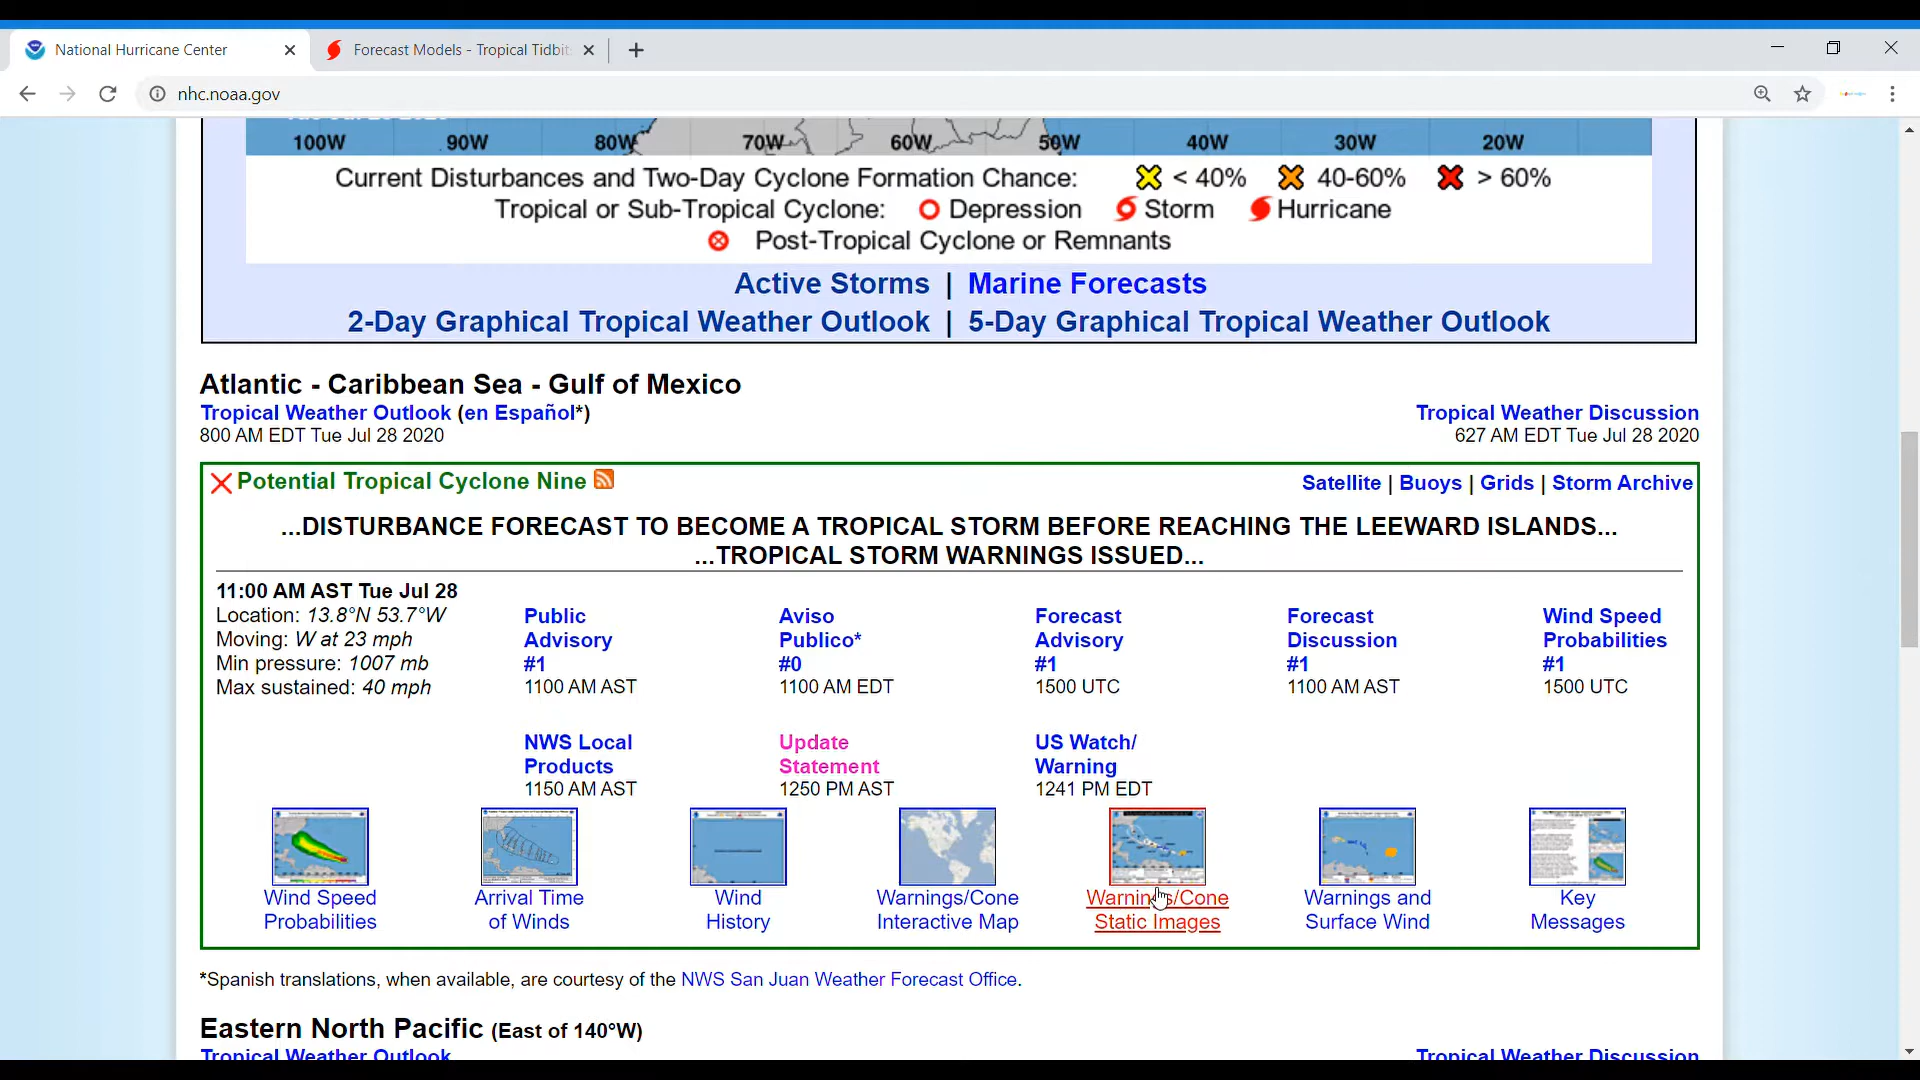 National Hurricane Center
Forecast Models - Tropical Tidbit
nhc.noaa.gov
100W 90W 80W 70W 60W 50W 40W 30W 20W
Current Disturbances and Two-Day Cyclone Formation Chance: < 40% 40-60% > 60%
Tropical or Sub-Tropical Cyclone: Depression Storm Hurricane
Post-Tropical Cyclone or Remnants
Active Storms | Marine Forecasts
2-Day Graphical Tropical Weather Outlook | 5-Day Graphical Tropical Weather Outlook
Atlantic - Caribbean Sea - Gulf of Mexico
Tropical Weather Outlook (en Español*)
800 AM EDT Tue Jul 28 2020
Tropical Weather Discussion
627 AM EDT Tue Jul 28 2020
Potential Tropical Cyclone Nine
Satellite | Buoys | Grids | Storm Archive
...DISTURBANCE FORECAST TO BECOME A TROPICAL STORM BEFORE REACHING THE LEEWARD ISLANDS...
...TROPICAL STORM WARNINGS ISSUED...
11:00 AM AST Tue Jul 28
Location: 13.8°N 53.7°W
Moving: W at 23 mph
Min pressure: 1007 mb
Max sustained: 40 mph
Public
Advisory
#1
1100 AM AST
Aviso
Publico*
#0
1100 AM EDT
Forecast
Advisory
#1
1500 UTC
Forecast
Discussion
#1
1100 AM AST
Wind Speed
Probabilities
#1
1500 UTC
NWS Local
Products
1150 AM AST
Update
Statement
1250 PM AST
US Watch/
Warning
1241 PM EDT
Wind Speed
Probabilities
Arrival Time
of Winds
Wind
History
Warnings/Cone
Interactive Map
Warnings/Cone
Static Images
Warnings and
Surface Wind
Key
Messages
*Spanish translations, when available, are courtesy of the NWS San Juan Weather Forecast Office.
Eastern North Pacific (East of 140°W)
Tropical Weather Outlook
Tropical Weather Discussion